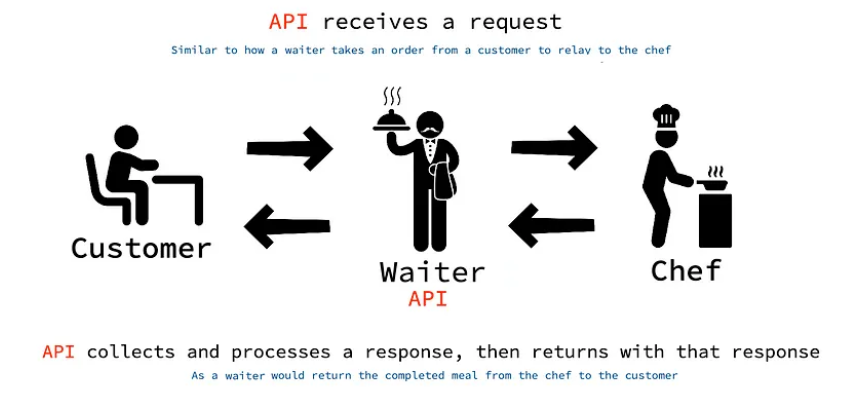 API receives a request
Similar to how a waiter takes an order from a customer to relay to the chef
Customer
Waiter
API
Chef
API collects and processes a response, then returns with that response
As a waiter would return the completed meal from the chef to the customer